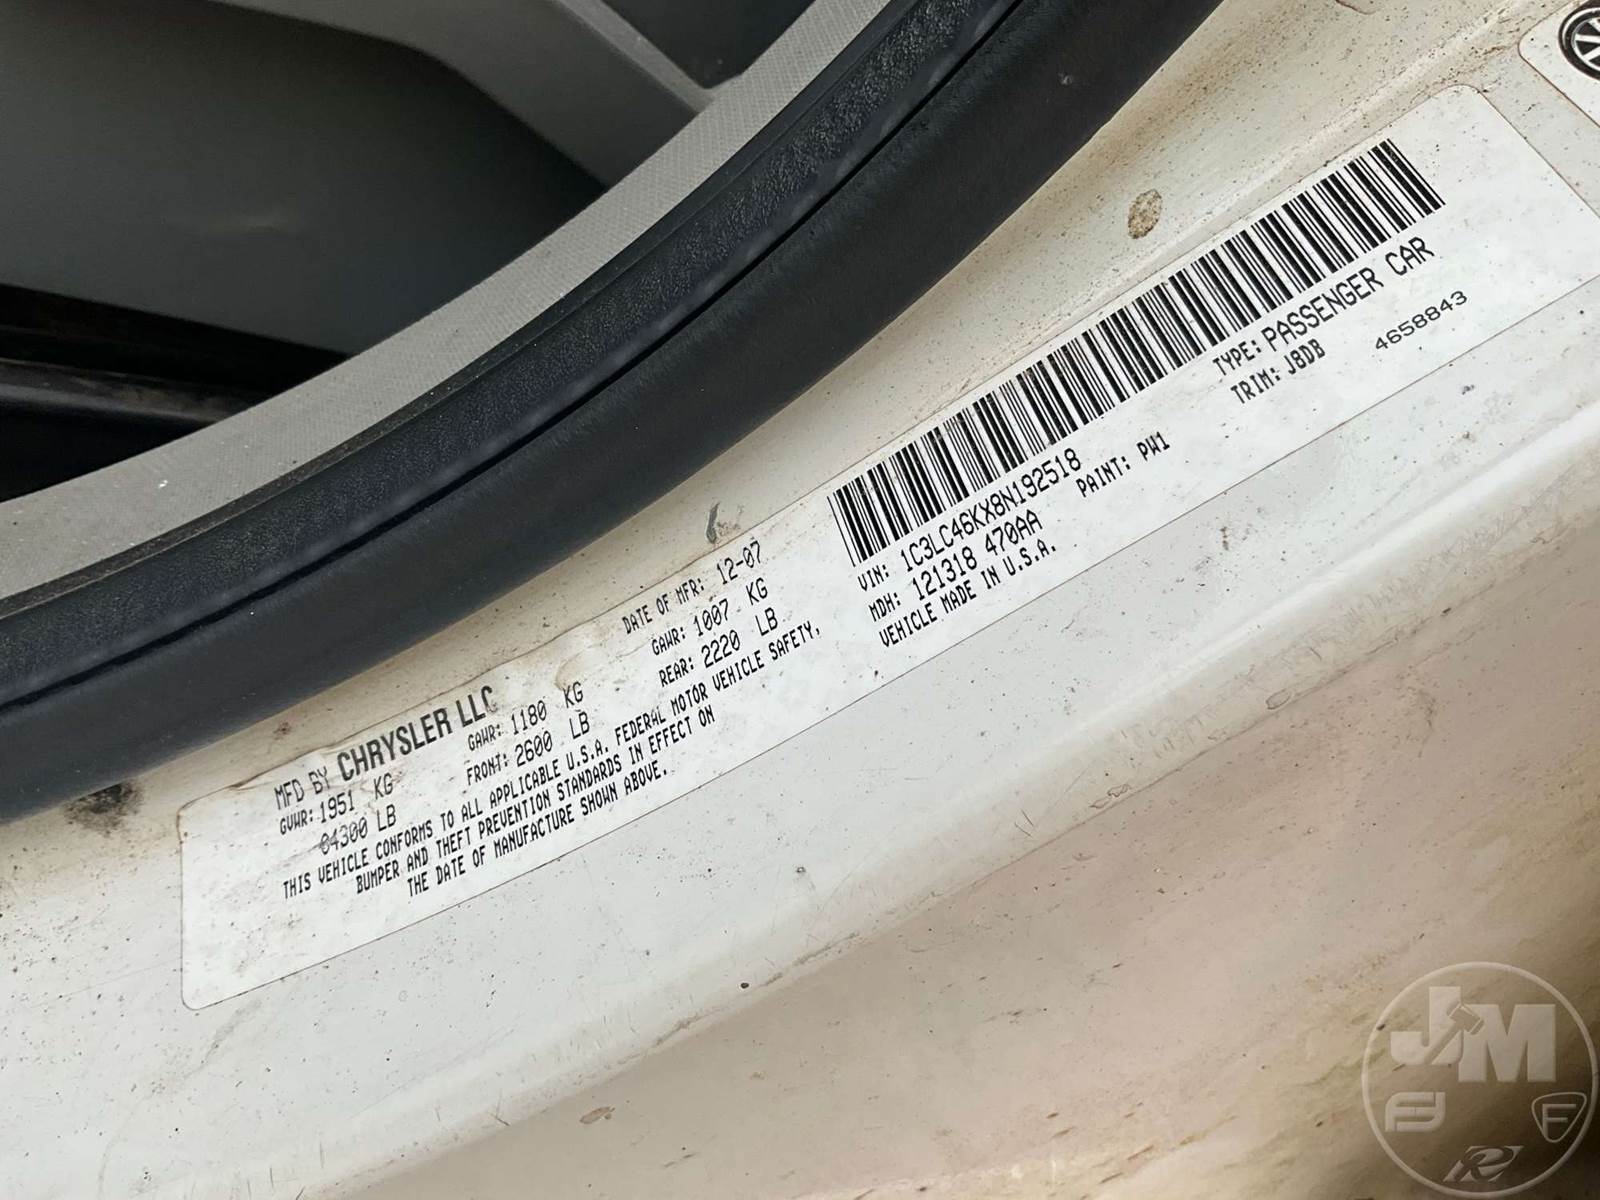 MFD BY CHRYSLER LLC
DATE OF MFR: 12-07
GVWR: 1951 KG
04300 LB
GAWR: 1180 KG
FRONT: 2600 LB
GAWR: 1007 KG
REAR: 2220 LB
THIS VEHICLE CONFORMS TO ALL APPLICABLE U.S.A. FEDERAL MOTOR VEHICLE SAFETY,
BUMPER AND THEFT PREVENTION STANDARDS IN EFFECT ON
THE DATE OF MANUFACTURE SHOWN ABOVE.
VIN: 1C3LC46KX8N192518
TYPE: PASSENGER CAR
MDH: 121318 470AA
PAINT: PW1
TRIM: J8DB
VEHICLE MADE IN U.S.A.
4658843
JM